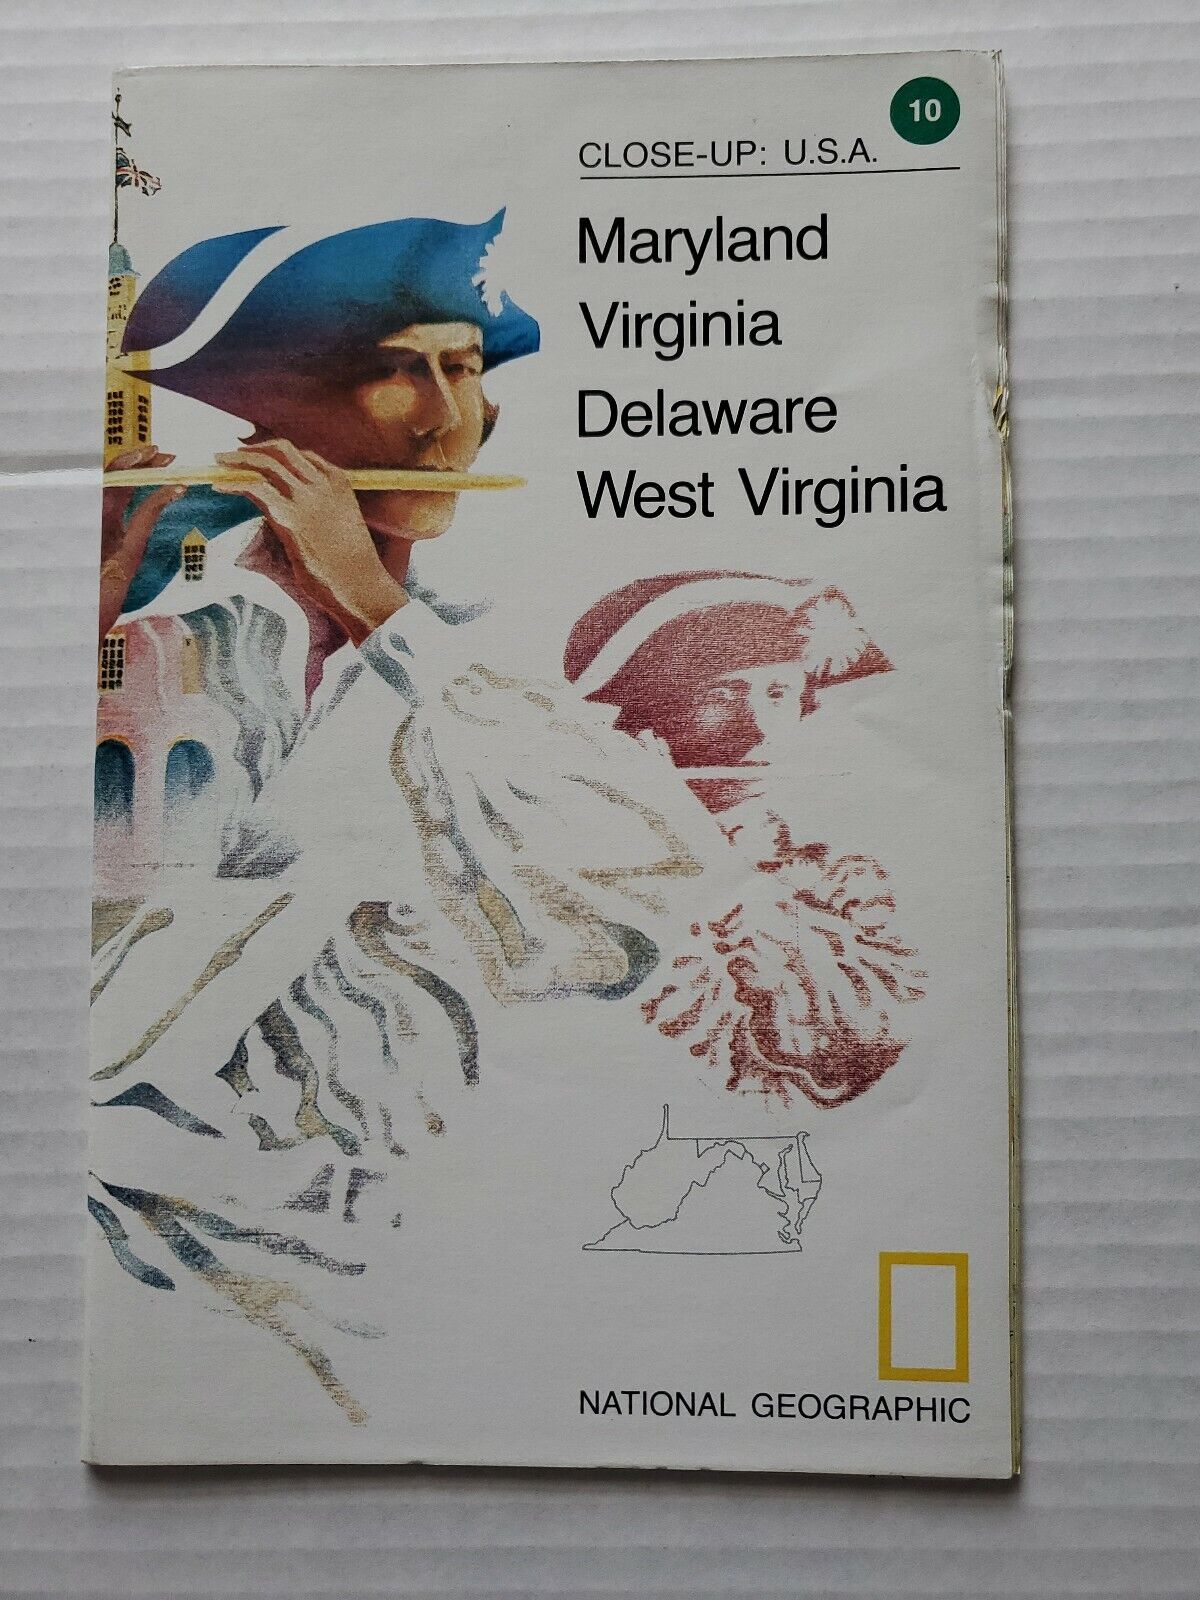 10
CLOSE-UP: U.S.A.
Maryland
Virginia
Delaware
West Virginia
NATIONAL GEOGRAPHIC